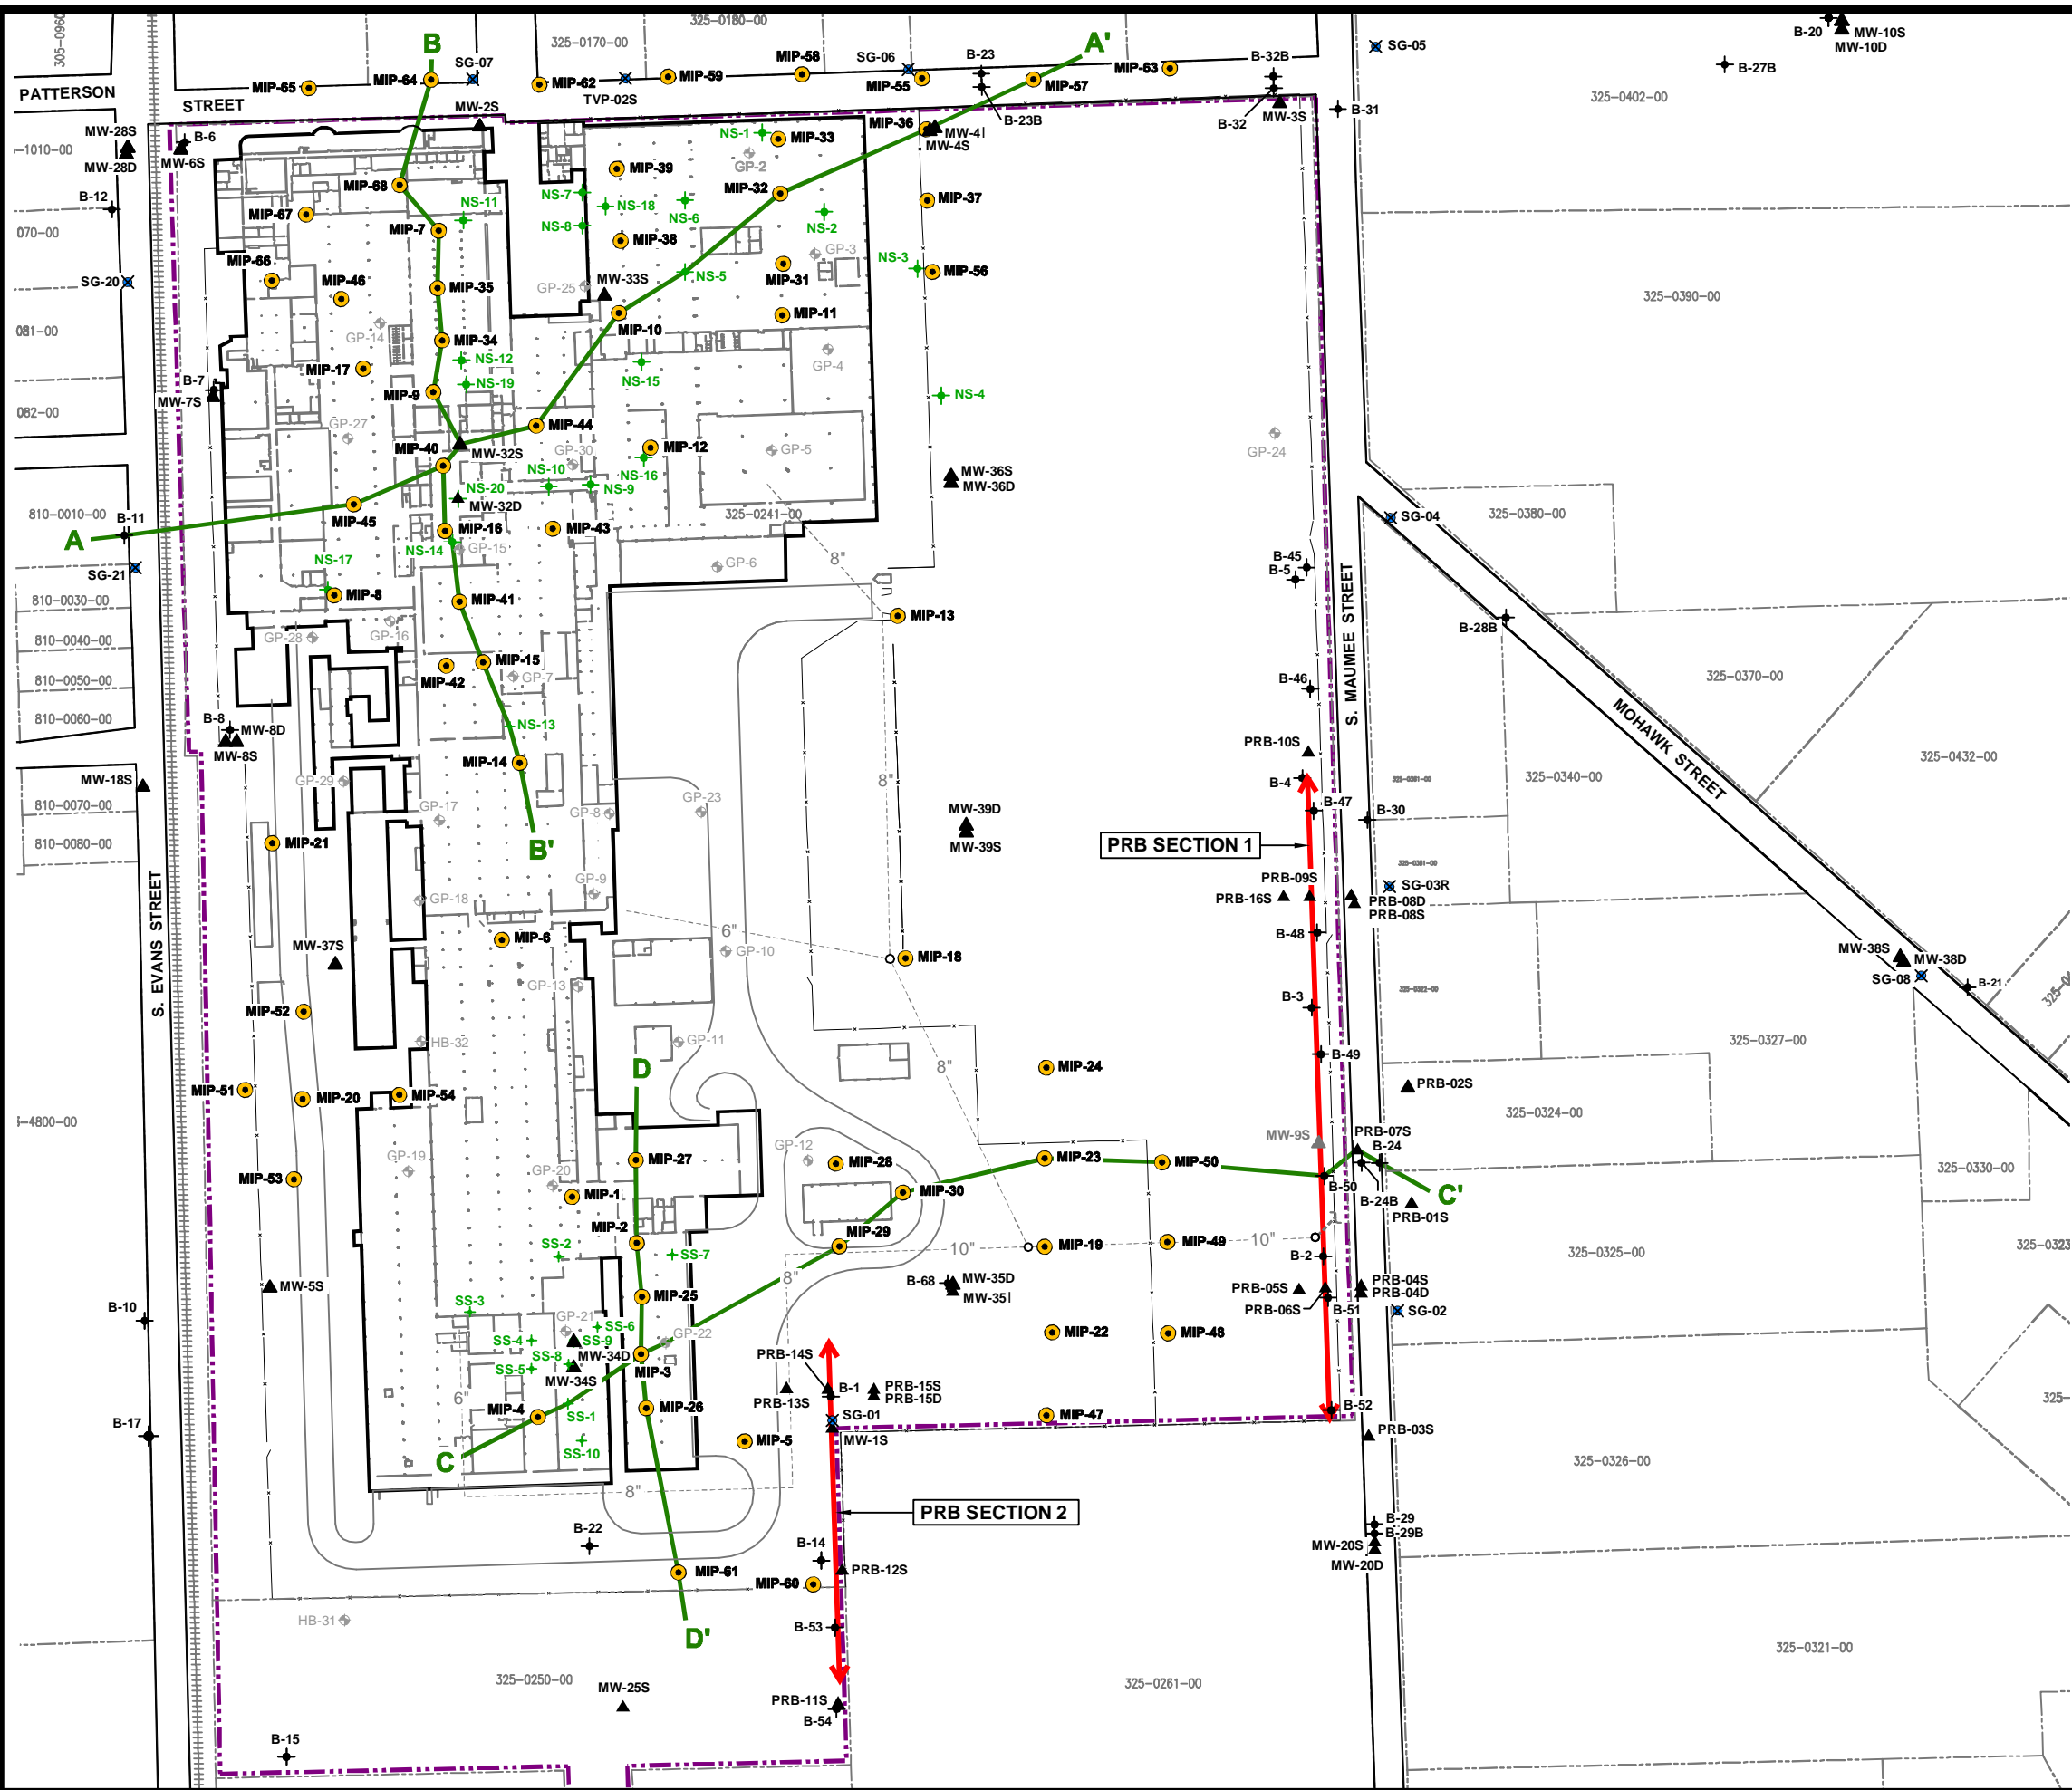 305-0960
325-0180-00
325-0170-00
B
SG-07
MIP-65
MIP-64
MIP-62
TVP-02S
MIP-59
MIP-58
SG-06
MIP-55
B-23
B-23B
A'
MIP-57
MIP-63
B-32B
B-32
MW-3S
SG-05
B-31
B-20
MW-10S
MW-10D
B-27B
325-0402-00
PATTERSON
STREET
MW-2S
MW-28S
MW-28D
B-6
MW-6S
B-12
MIP-68
MIP-67
MIP-7
NS-11
MIP-39
NS-7
NS-18
NS-8
NS-6
MIP-38
NS-1
MIP-33
GP-2
MIP-32
NS-2
GP-3
MIP-36
MW-4I
MW-4S
MIP-37
NS-3
MIP-56
070-00
SG-20
MIP-66
MIP-46
MIP-35
GP-25
MW-33S
NS-5
MIP-31
MIP-10
MIP-11
325-0390-00
081-00
GP-14
MIP-34
NS-12
NS-19
MIP-17
MIP-9
NS-15
GP-4
NS-4
B-7
MW-7S
082-00
GP-27
MIP-44
MIP-40
MW-32S
GP-30
MIP-12
NS-16
GP-5
GP-24
NS-10
NS-9
NS-20
MW-32D
MW-36S
MW-36D
325-0241-00
810-0010-00
B-11
A
MIP-45
MIP-16
MIP-43
NS-14
GP-15
SG-04
325-0380-00
SG-21
NS-17
MIP-8
GP-6
8"
B-45
B-5
810-0030-00
810-0040-00
810-0050-00
810-0060-00
GP-28
GP-16
MIP-41
MIP-13
B-28B
MIP-42
MIP-15
GP-7
B-46
S. MAUMEE STREET
325-0370-00
MOHAWK STREET
B-8
MW-8D
MW-8S
NS-13
PRB-10S
325-0432-00
MW-18S
GP-29
MIP-14
8"
B-4
325-0340-00
810-0070-00
GP-17
GP-8
GP-23
B-47
B-30
810-0080-00
MIP-21
B'
MW-39D
MW-39S
PRB SECTION 1
GP-18
GP-9
PRB-09S
PRB-16S
SG-03R
PRB-08D
PRB-08S
S. EVANS STREET
MW-37S
MIP-6
6"
GP-10
MIP-18
B-48
MW-38S
MW-38D
SG-08
B-21
GP-13
MIP-52
B-3
HB-32
GP-11
325-0327-00
D
8"
MIP-24
B-49
MIP-51
MIP-20
MIP-54
PRB-02S
5-4800-00
325-0324-00
GP-12
MW-9S
PRB-07S
B-24
GP-19
MIP-27
MIP-28
MIP-23
MIP-50
325-0330-00
MIP-53
GP-20
MIP-1
MIP-30
B-50
B-24B
C'
PRB-01S
MIP-2
MIP-29
SS-2
SS-7
10"
MIP-19
MIP-49
10"
B-2
325-0325-00
MW-5S
8"
B-68
MW-35D
MW-35I
PRB-05S
PRB-04S
PRB-04D
PRB-06S
B-51
SG-02
B-10
MIP-25
SS-3
GP-21
SS-6
GP-22
MIP-22
MIP-48
SS-4
SS-9
MW-34D
SS-8
SS-5
MW-34S
MIP-3
PRB-14S
PRB-13S
B-1
PRB-15S
PRB-15D
6"
MIP-4
SS-1
MIP-26
SG-01
MIP-47
B-52
B-17
C
SS-10
MIP-5
MW-1S
PRB-03S
325-0326-00
8"
PRB SECTION 2
B-22
B-14
B-29
B-29B
MW-20S
MW-20D
MIP-61
MIP-60
PRB-12S
HB-31
B-53
D'
325-0321-00
325-0250-00
MW-25S
PRB-11S
B-54
325-0261-00
B-15